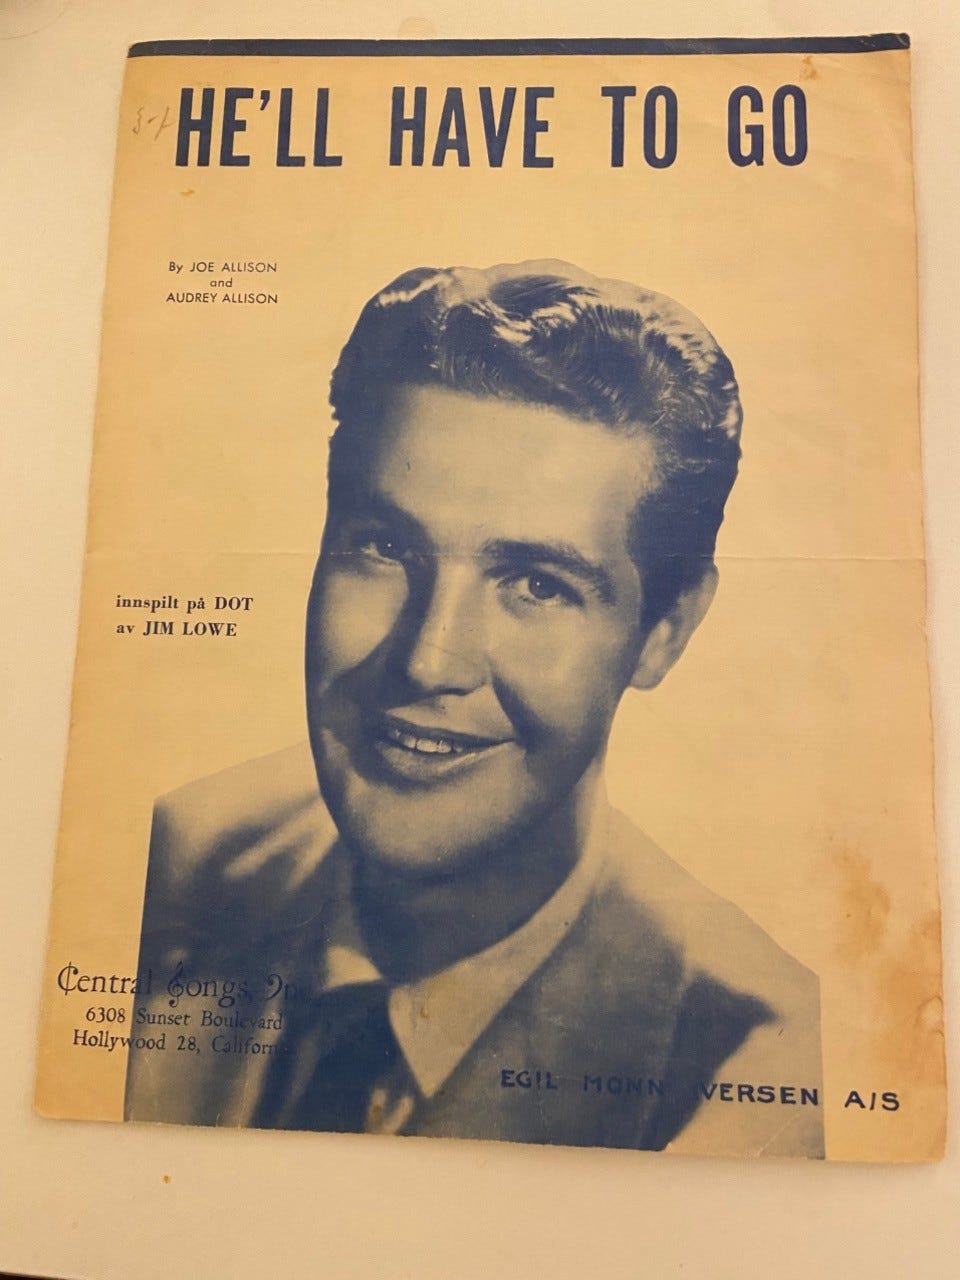 HE'LL HAVE TO GO
By JOE ALLISON
and
AUDREY ALLISON
innspilt på DOT
av JIM LOWE
Central Songs, Inc
6308 Sunset Boulevard
Hollywood 28, Californ
EGIL MONN IVERSEN A/S